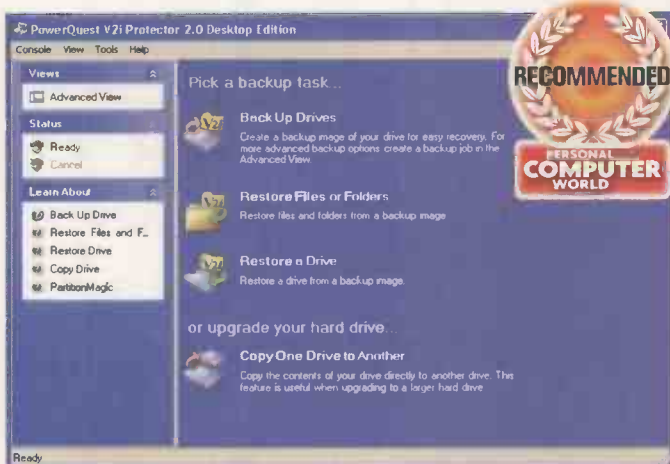 PowerQuest V2i Protector 2.0 Desktop Edition
Console View Tools Help
Views
Advanced View
Status
Ready
Cancel
Learn About
Back Up Drive
Restore Files and F...
Restore Drive
Copy Drive
PartitionMagic
Pick a backup task...
Back Up Drives
Create a backup image of your drive for easy recovery. For
more advanced backup options create a backup job in the
Advanced View.
Restore Files or Folders
Restore files and folders from a backup image
Restore a Drive
Restore a drive from a backup image.
or upgrade your hard drive...
Copy One Drive to Another
Copy the contents of your drive directly to another drive. This
feature is useful when upgrading to a larger hard drive
Ready
RECOMMENDED
PERSONAL
COMPUTER
WORLD